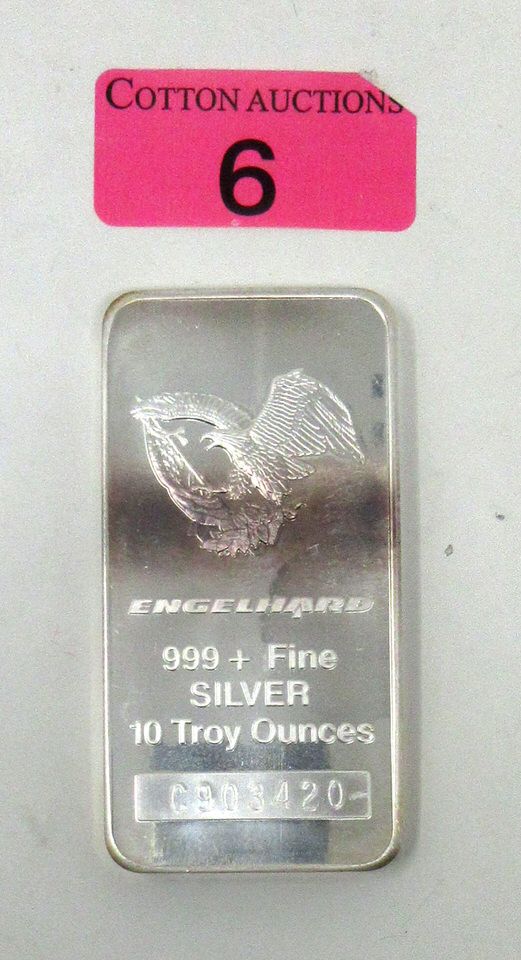 COTTON AUCTIONS
6
ENGELHARD
999 + Fine
SILVER
10 Troy Ounces
C903420